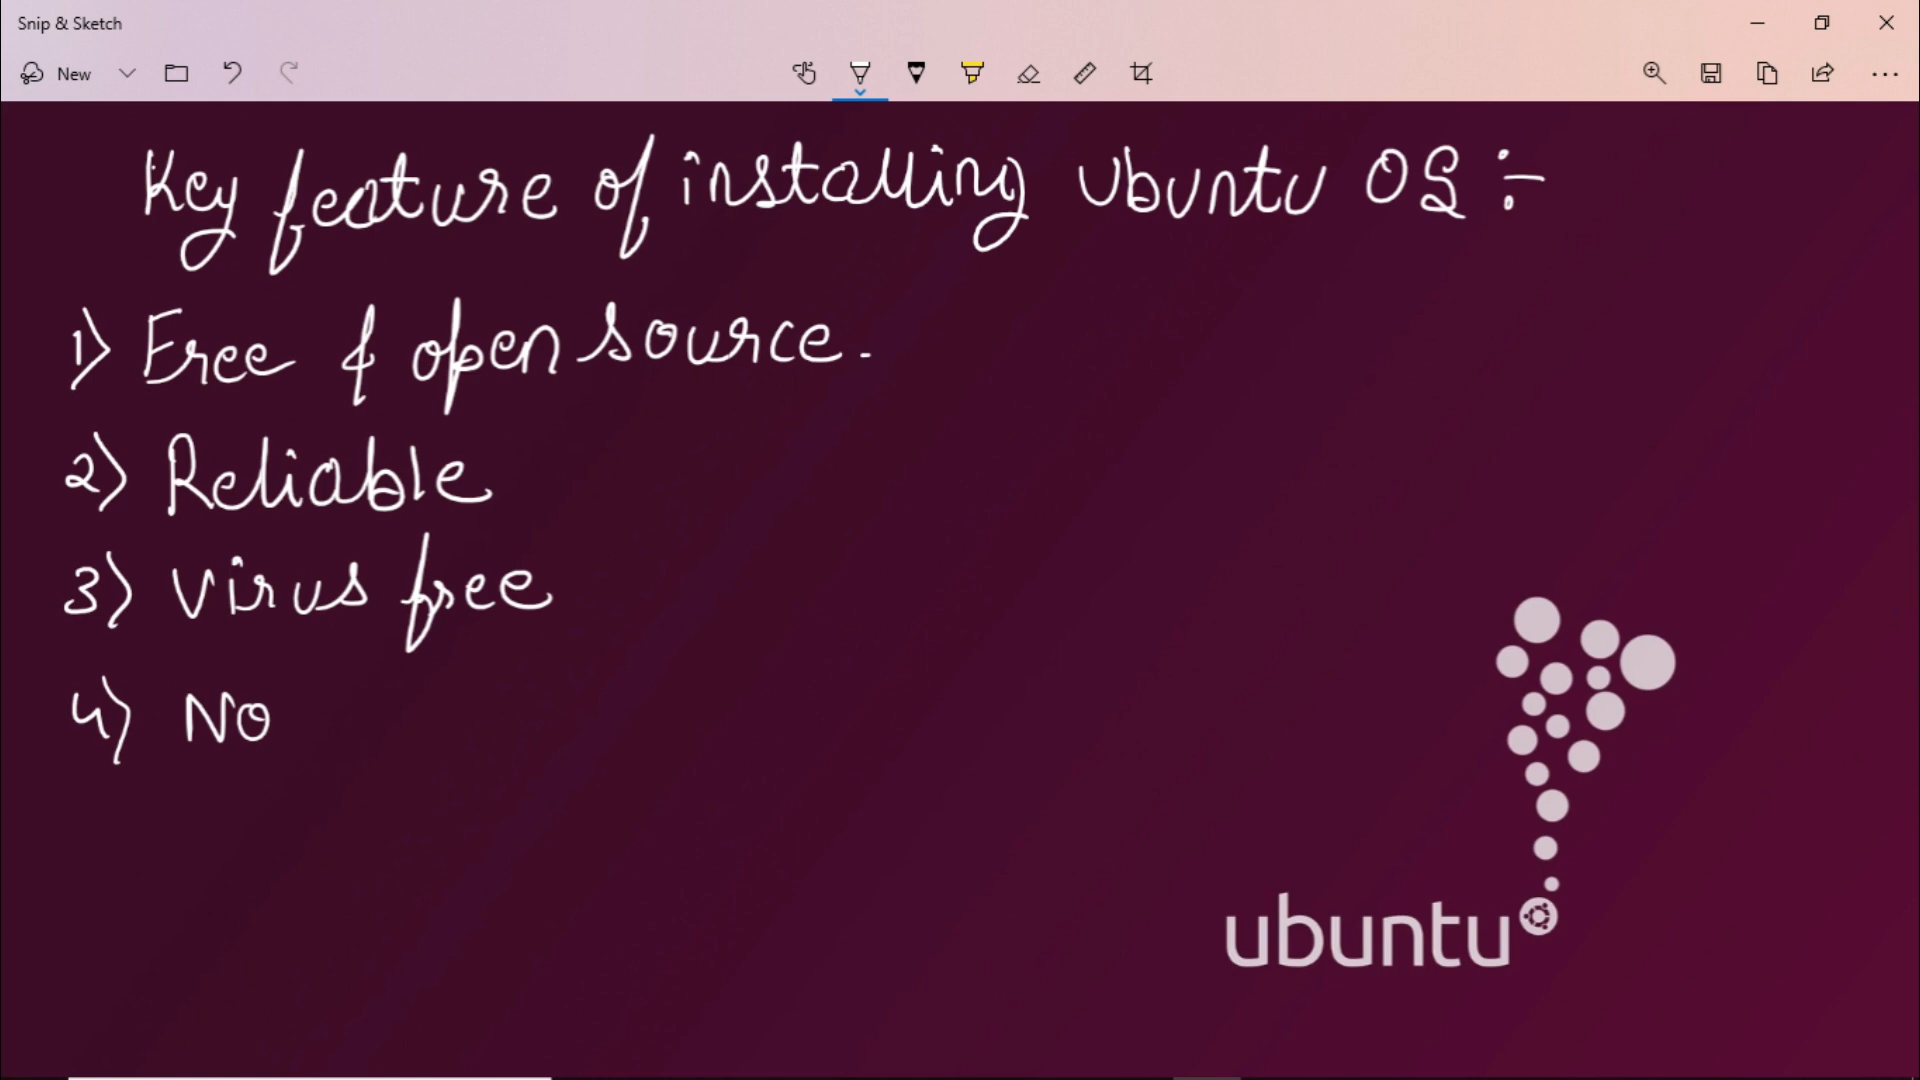 Snip & Sketch
New
Key feature of installing Ubuntu OS :-
1) Free & open source.
2) Reliable
3) Virus free
4) No
ubuntu